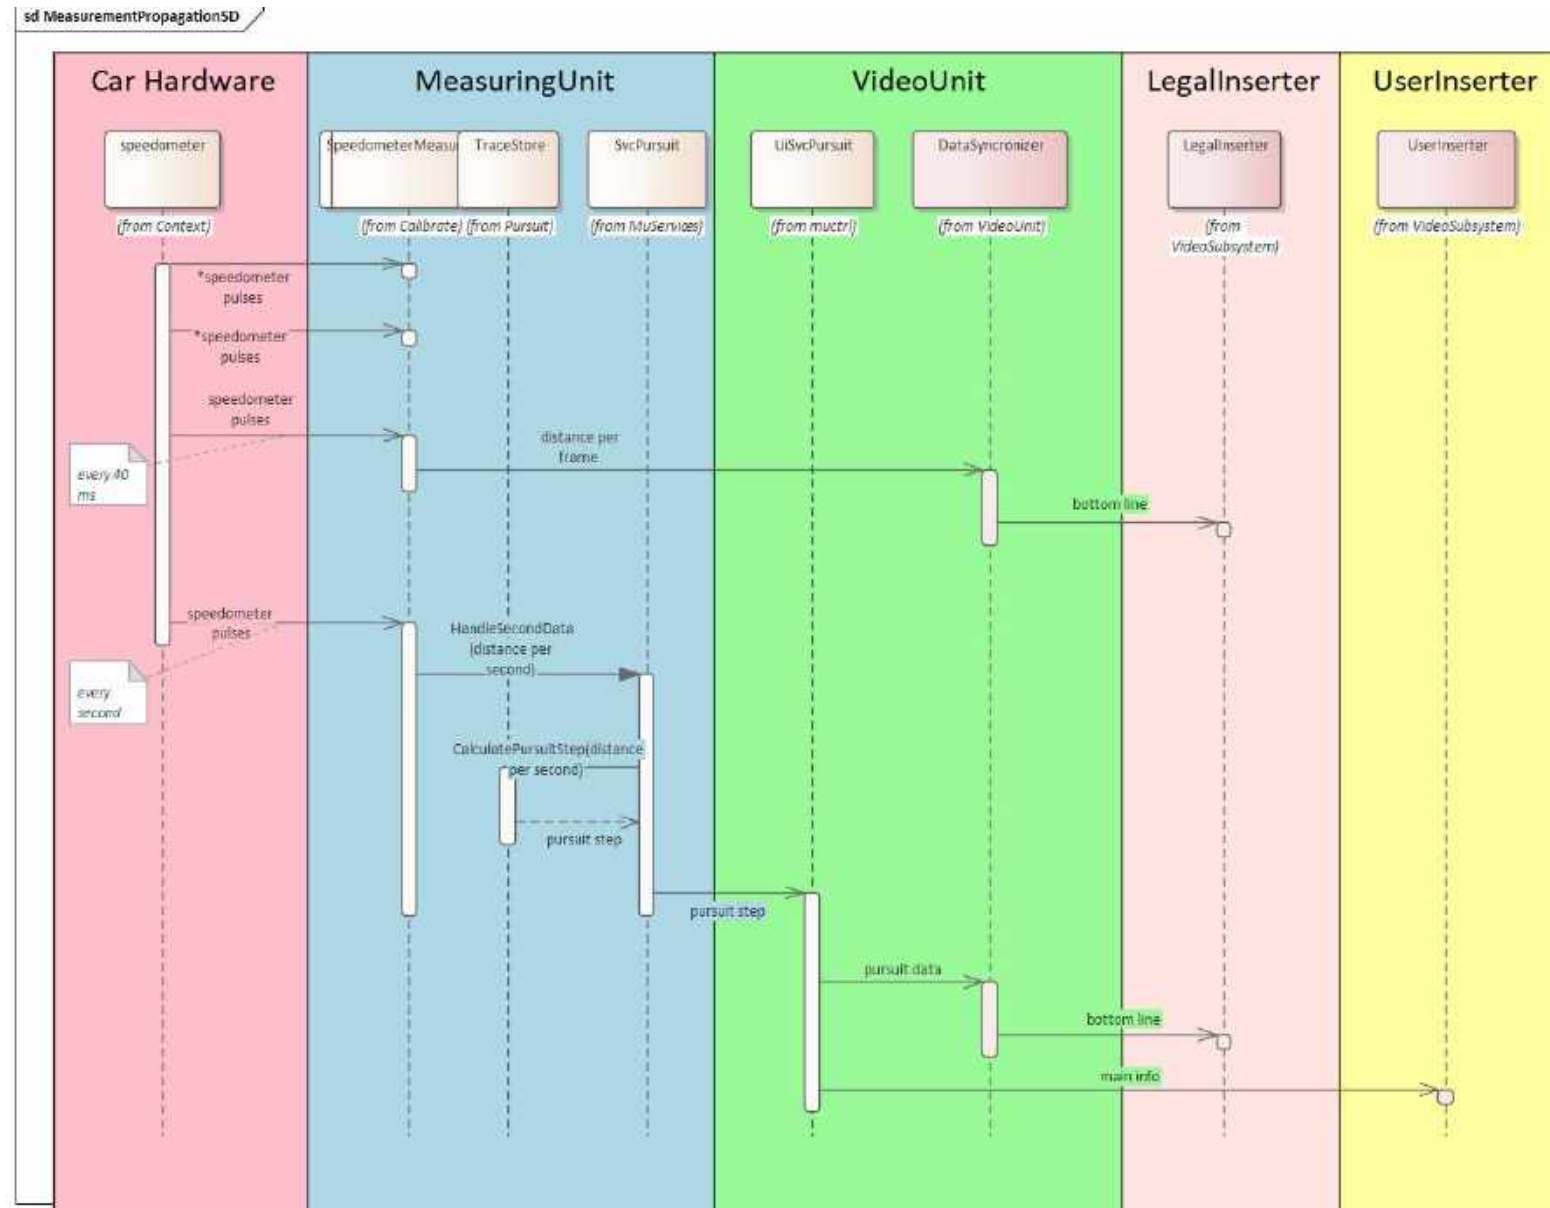 sd MeasurementPropagationSD
Car Hardware
MeasuringUnit
VideoUnit
LegalInserter
UserInserter
speedometer
SpeedometerMeasu
TraceStore
SvcPursuit
UiSvcPursuit
DataSyncronizer
LegalInserter
UserInserter
(from Context)
(from Calibrate)
(from Pursuit)
(from MuServices)
(from muctrl)
(from VideoUnit)
(from
VideoSubsystem)
(from VideoSubsystem)
*speedometer
pulses
*speedometer
pulses
speedometer
pulses
every 40
ms
distance per
frame
bottom line
speedometer
pulses
every
second
HandleSecondData
(distance per
second)
CalculatePursuitStep(distance
per second)
pursuit step
pursuit step
pursuit data
bottom line
main info